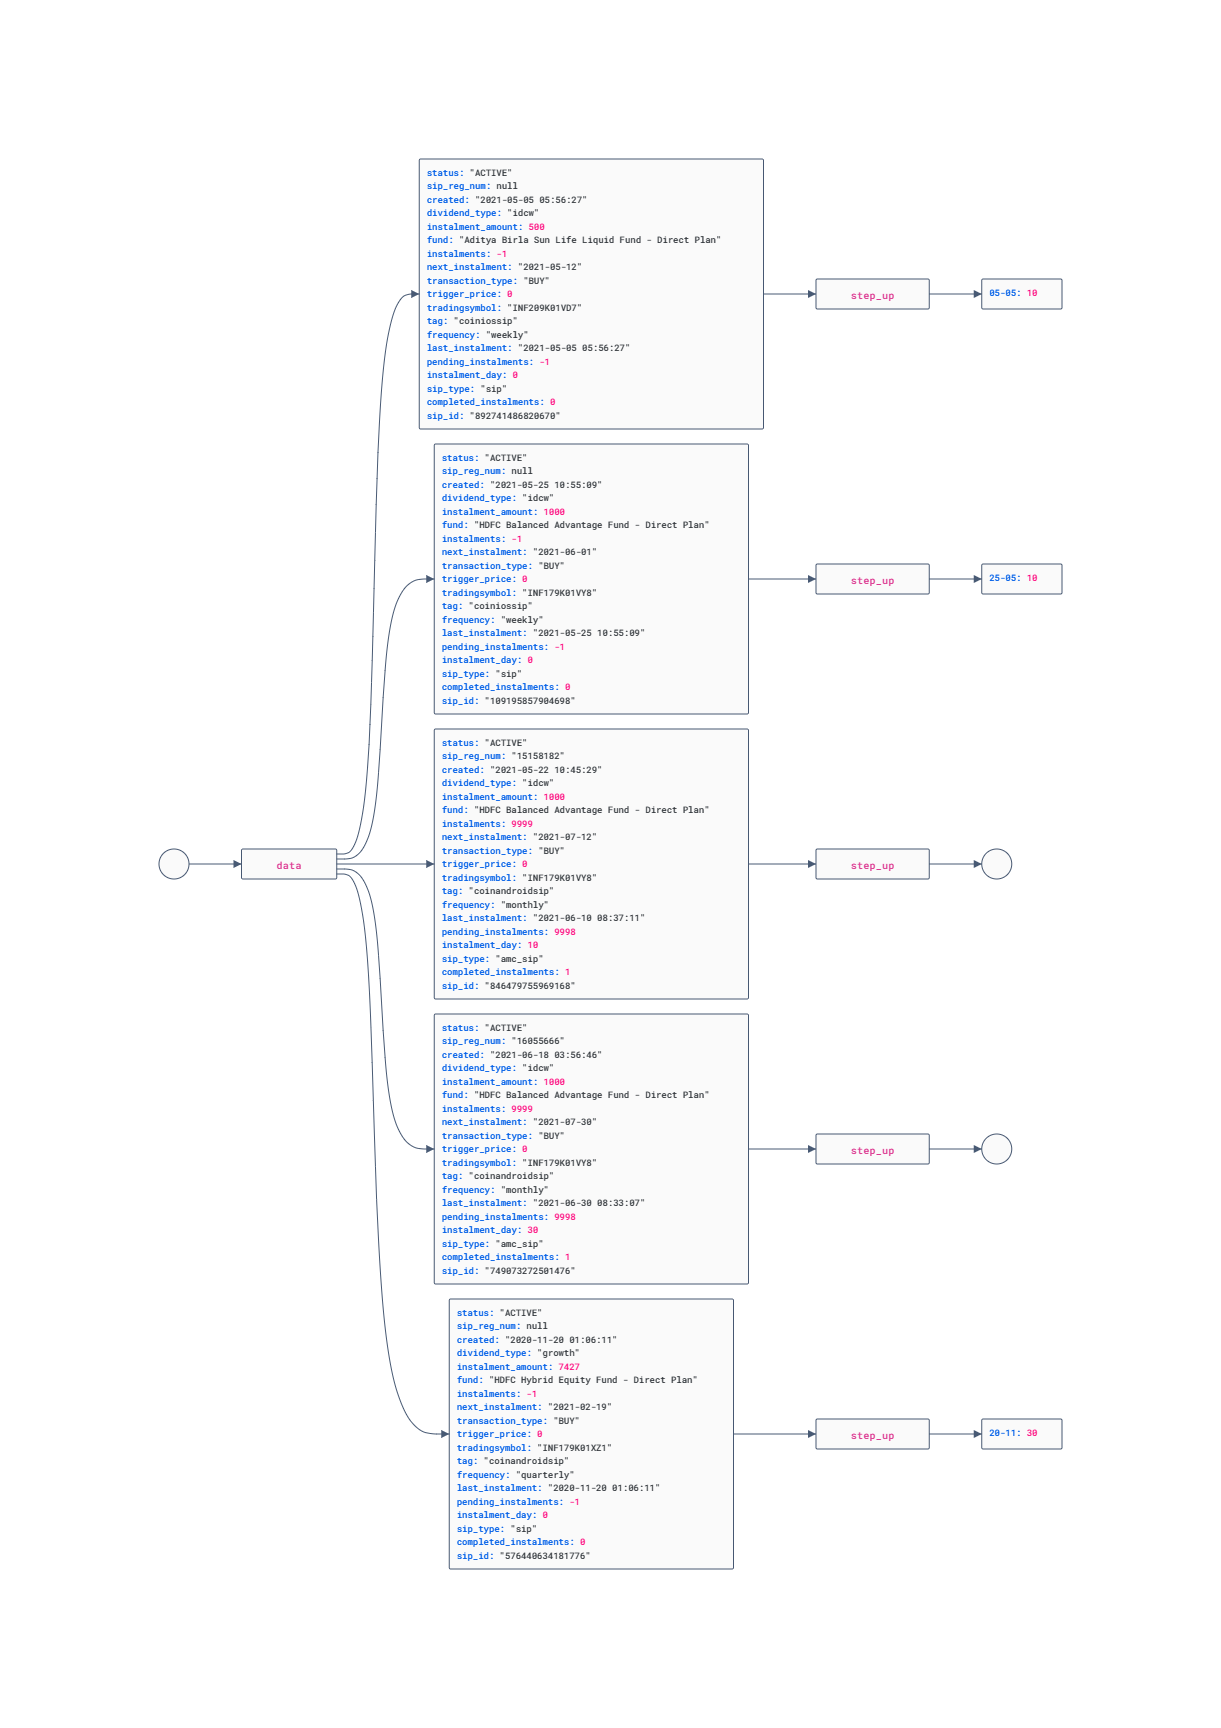 status: "ACTIVE"
sip_reg_num: null
created: "2021-05-05 05:56:27"
dividend_type: "idcw"
instalment_amount: 500
fund: "Aditya Birla Sun Life Liquid Fund - Direct Plan"
instalments: -1
next_instalment: "2021-05-12"
transaction_type: "BUY"
trigger_price: 0
tradingsymbol: "INF209K01VD7"
tag: "coiniossip"
frequency: "weekly"
last_instalment: "2021-05-05 05:56:27"
pending_instalments: -1
instalment_day: 0
sip_type: "sip"
completed_instalments: 0
sip_id: "892741486820670"
step_up
05-05: 10
status: "ACTIVE"
sip_reg_num: null
created: "2021-05-25 10:55:09"
dividend_type: "idcw"
instalment_amount: 1000
fund: "HDFC Balanced Advantage Fund - Direct Plan"
instalments: -1
next_instalment: "2021-06-01"
transaction_type: "BUY"
trigger_price: 0
tradingsymbol: "INF179K01VY8"
tag: "coiniossip"
frequency: "weekly"
last_instalment: "2021-05-25 10:55:09"
pending_instalments: -1
instalment_day: 0
sip_type: "sip"
completed_instalments: 0
sip_id: "109195857904698"
step_up
25-05: 10
data
status: "ACTIVE"
sip_reg_num: "15158182"
created: "2021-05-22 10:45:29"
dividend_type: "idcw"
instalment_amount: 1000
fund: "HDFC Balanced Advantage Fund - Direct Plan"
instalments: 9999
next_instalment: "2021-07-12"
transaction_type: "BUY"
trigger_price: 0
tradingsymbol: "INF179K01VY8"
tag: "coinandroidsip"
frequency: "monthly"
last_instalment: "2021-06-10 08:37:11"
pending_instalments: 9998
instalment_day: 10
sip_type: "amc_sip"
completed_instalments: 1
sip_id: "846479755969168"
step_up
status: "ACTIVE"
sip_reg_num: "16055666"
created: "2021-06-18 03:56:46"
dividend_type: "idcw"
instalment_amount: 1000
fund: "HDFC Balanced Advantage Fund - Direct Plan"
instalments: 9999
next_instalment: "2021-07-30"
transaction_type: "BUY"
trigger_price: 0
tradingsymbol: "INF179K01VY8"
tag: "coinandroidsip"
frequency: "monthly"
last_instalment: "2021-06-30 08:33:07"
pending_instalments: 9998
instalment_day: 30
sip_type: "amc_sip"
completed_instalments: 1
sip_id: "749073272501476"
step_up
status: "ACTIVE"
sip_reg_num: null
created: "2020-11-20 01:06:11"
dividend_type: "growth"
instalment_amount: 7427
fund: "HDFC Hybrid Equity Fund - Direct Plan"
instalments: -1
next_instalment: "2021-02-19"
transaction_type: "BUY"
trigger_price: 0
tradingsymbol: "INF179K01XZ1"
tag: "coinandroidsip"
frequency: "quarterly"
last_instalment: "2020-11-20 01:06:11"
pending_instalments: -1
instalment_day: 0
sip_type: "sip"
completed_instalments: 0
sip_id: "576440634181776"
step_up
20-11: 30